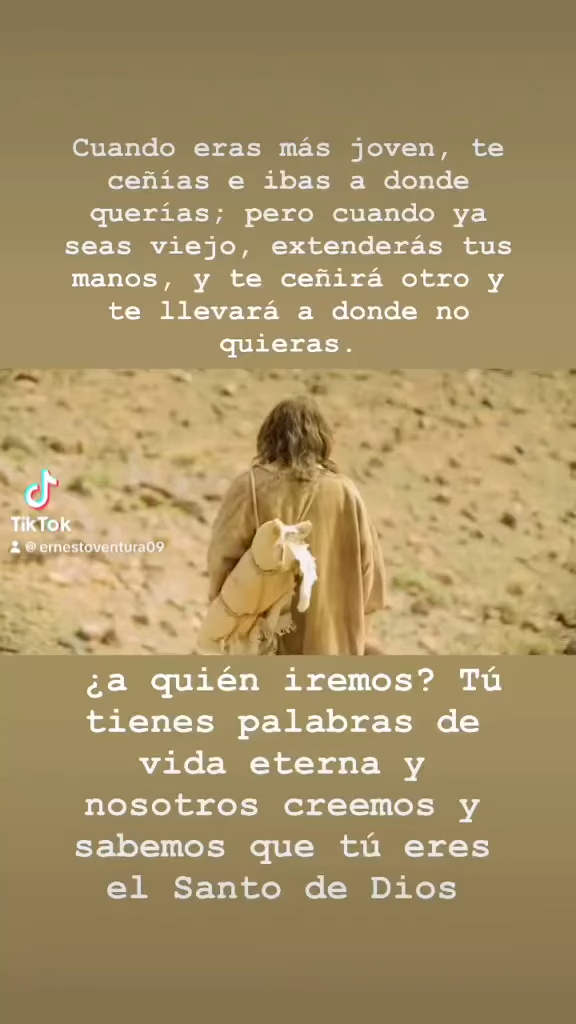 Cuando eras más joven, te
ceñías e ibas a donde
querías; pero cuando ya
seas viejo, extenderás tus
manos, y te ceñirá otro y
te llevará a donde no
quieras.
TikTok
@ernestoventura09
¿a quién iremos? Tú
tienes palabras de
vida eterna y
nosotros creemos y
sabemos que tú eres
el Santo de Dios